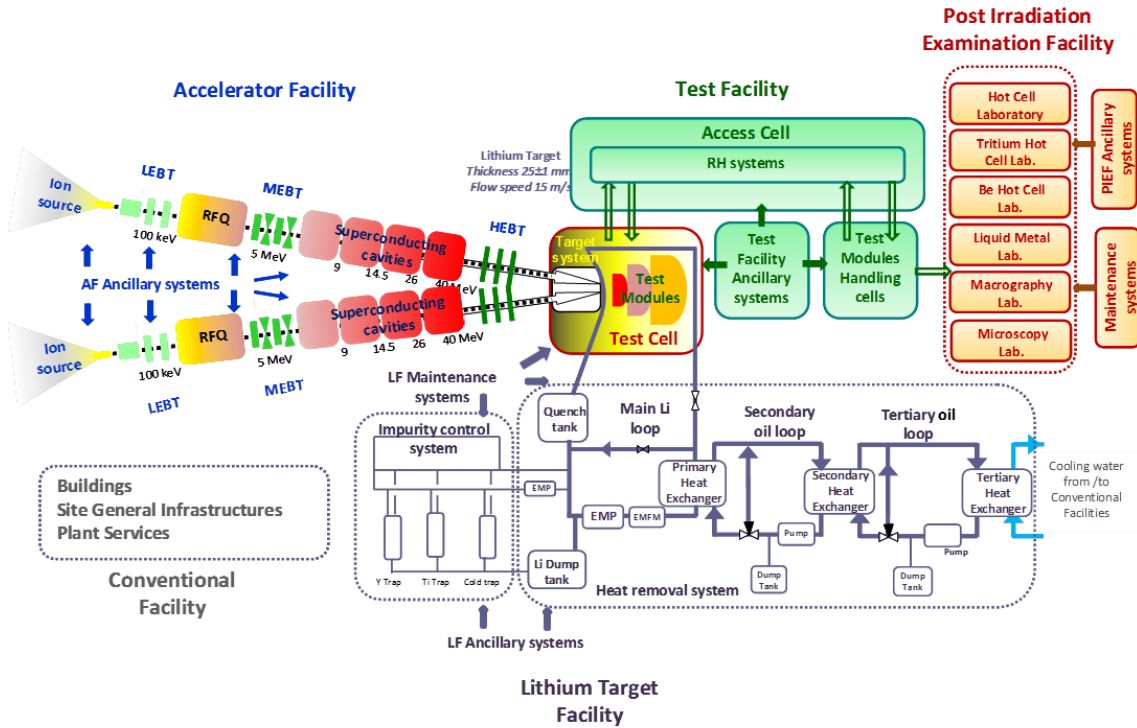 Post Irradiation
Examination Facility
Accelerator Facility
Test Facility
Hot Cell
Laboratory
Tritium Hot
Cell Lab.
Be Hot Cell
Lab.
Liquid Metal
Lab.
Macrography
Lab.
Microscopy
Lab.
PIEF Ancillary
systems
Maintenance
systems
Access Cell
RH systems
Lithium Target
Thickness 25±1 mm
Flow speed 15 m/s
LEBT
MEBT
HEBT
Ion
source
RFQ
100 keV
5 MeV
Superconducting
cavities
9
14.5
26
40 MeV
AF Ancillary systems
Ion
source
RFQ
100 keV
5 MeV
Superconducting
cavities
9
14.5
26
40 MeV
LEBT
MEBT
Target
system
Test
Modules
Test Cell
Test
Facility
Ancillary
systems
Test
Modules
Handling
cells
LF Maintenance
systems
Impurity control
system
Y Trap
Ti Trap
Cold trap
EMP
Quench
tank
Main Li
loop
Secondary
oil loop
Tertiary oil
loop
Primary
Heat
Exchanger
Secondary
Heat
Exchanger
Tertiary
Heat
Exchanger
Cooling water
from /to
Conventional
Facilities
EMP
EMFM
Pump
Pump
Li Dump
tank
Dump
Tank
Dump
Tank
Heat removal system
LF Ancillary systems
Buildings
Site General Infrastructures
Plant Services
Conventional
Facility
Lithium Target
Facility